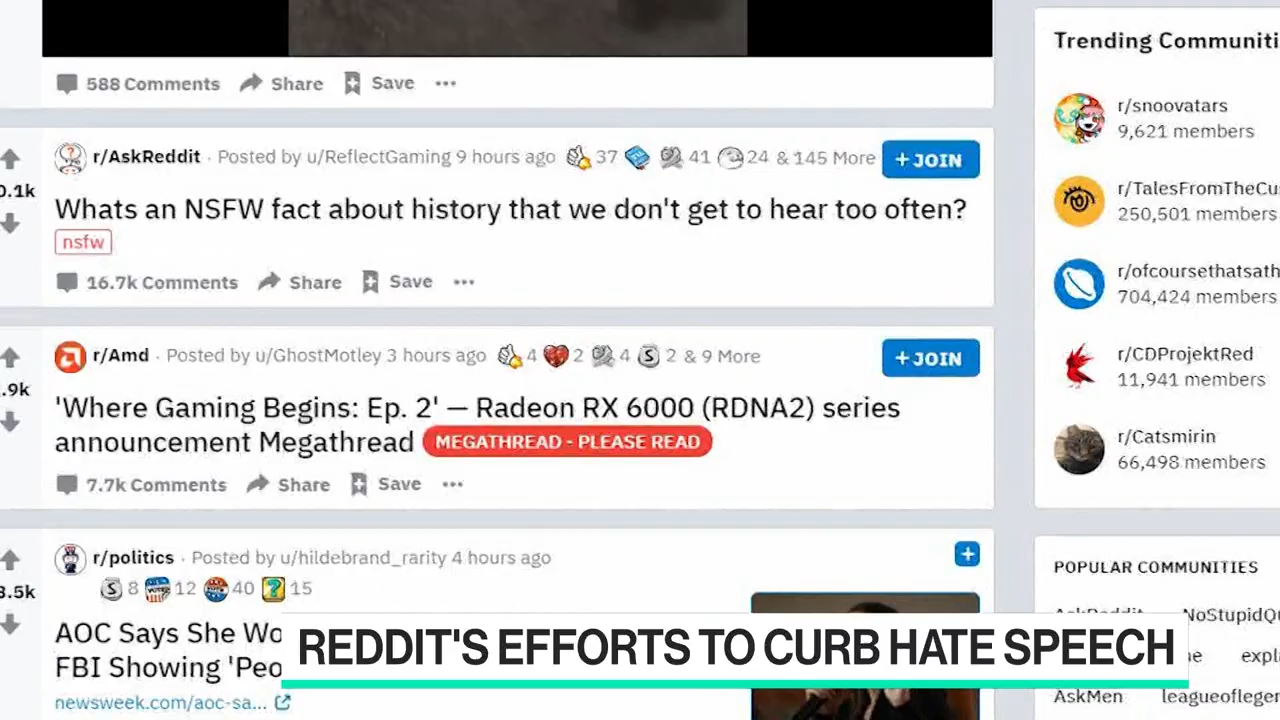 588 Comments Share Save
r/AskReddit · Posted by u/ReflectGaming 9 hours ago 37 41 24 & 145 More +JOIN
0.1k
Whats an NSFW fact about history that we don't get to hear too often?
nsfw
16.7k Comments Share Save
r/Amd · Posted by u/GhostMotley 3 hours ago 4 2 4 S 2 & 9 More +JOIN
.9k
'Where Gaming Begins: Ep. 2' — Radeon RX 6000 (RDNA2) series
announcement Megathread MEGATHREAD - PLEASE READ
7.7k Comments Share Save
r/politics · Posted by u/hildebrand_rarity 4 hours ago
S 8 12 40 ? 15
3.5k
AOC Says She Wo
FBI Showing 'Peo
newsweek.com/aoc-sa...
Trending Communiti
r/snoovatars
9,621 members
r/TalesFromTheCu
250,501 members
r/ofcoursethatsath
704,424 members
r/CDProjektRed
11,941 members
r/Catsmirin
66,498 members
POPULAR COMMUNITIES
AskReddit NoStupidQu
expl
AskMen leagueofleger
REDDIT'S EFFORTS TO CURB HATE SPEECH